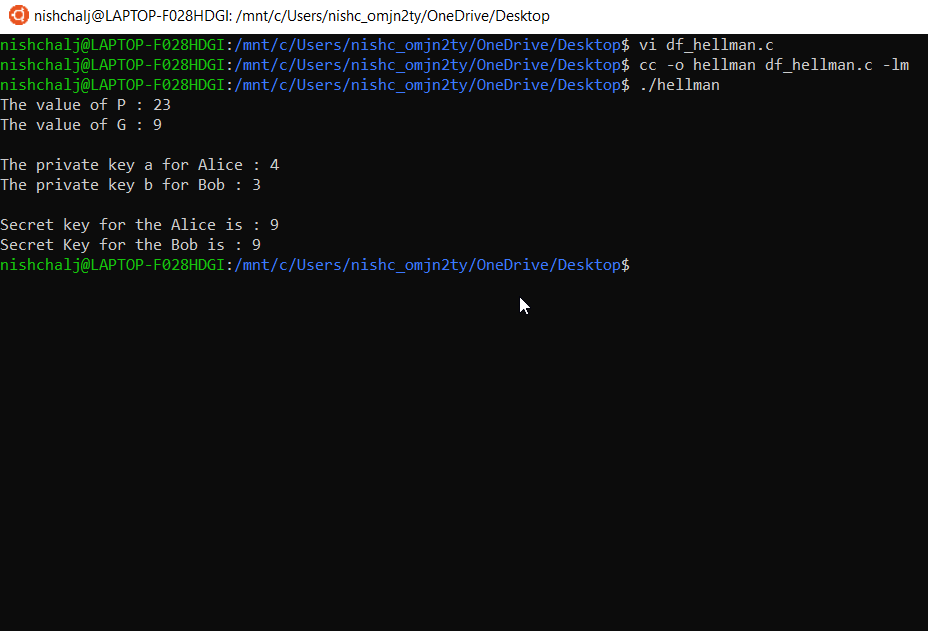 nishchalj@LAPTOP-F028HDGI: /mnt/c/Users/nishc_omjn2ty/OneDrive/Desktop
nishchalj@LAPTOP-F028HDGI:/mnt/c/Users/nishc_omjn2ty/OneDrive/Desktop$ vi df_hellman.c
nishchalj@LAPTOP-F028HDGI:/mnt/c/Users/nishc_omjn2ty/OneDrive/Desktop$ cc -o hellman df_hellman.c -lm
nishchalj@LAPTOP-F028HDGI:/mnt/c/Users/nishc_omjn2ty/OneDrive/Desktop$ ./hellman
The value of P : 23
The value of G : 9
The private key a for Alice : 4
The private key b for Bob : 3
Secret key for the Alice is : 9
Secret Key for the Bob is : 9
nishchalj@LAPTOP-F028HDGI:/mnt/c/Users/nishc_omjn2ty/OneDrive/Desktop$